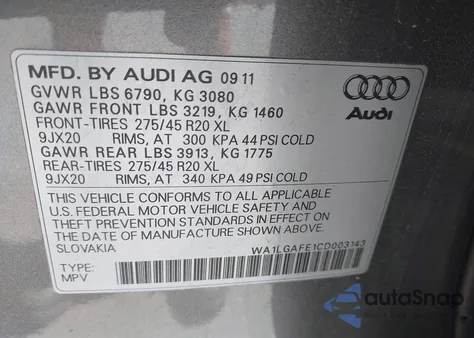 MFD. BY AUDI AG 09 11
GVWR LBS 6790, KG 3080
GAWR FRONT LBS 3219, KG 1460
FRONT-TIRES 275/45 R20 XL
9JX20 RIMS, AT 300 KPA 44 PSI COLD
GAWR REAR LBS 3913, KG 1775
REAR-TIRES 275/45 R20 XL
9JX20 RIMS, AT 340 KPA 49 PSI COLD
Audi
THIS VEHICLE CONFORMS TO ALL APPLICABLE
U.S. FEDERAL MOTOR VEHICLE SAFETY AND
THEFT PREVENTION STANDARDS IN EFFECT ON
THE DATE OF MANUFACTURE SHOWN ABOVE.
SLOVAKIA
WA1LGAFE1CD003143
TYPE:
MPV
autoSnap